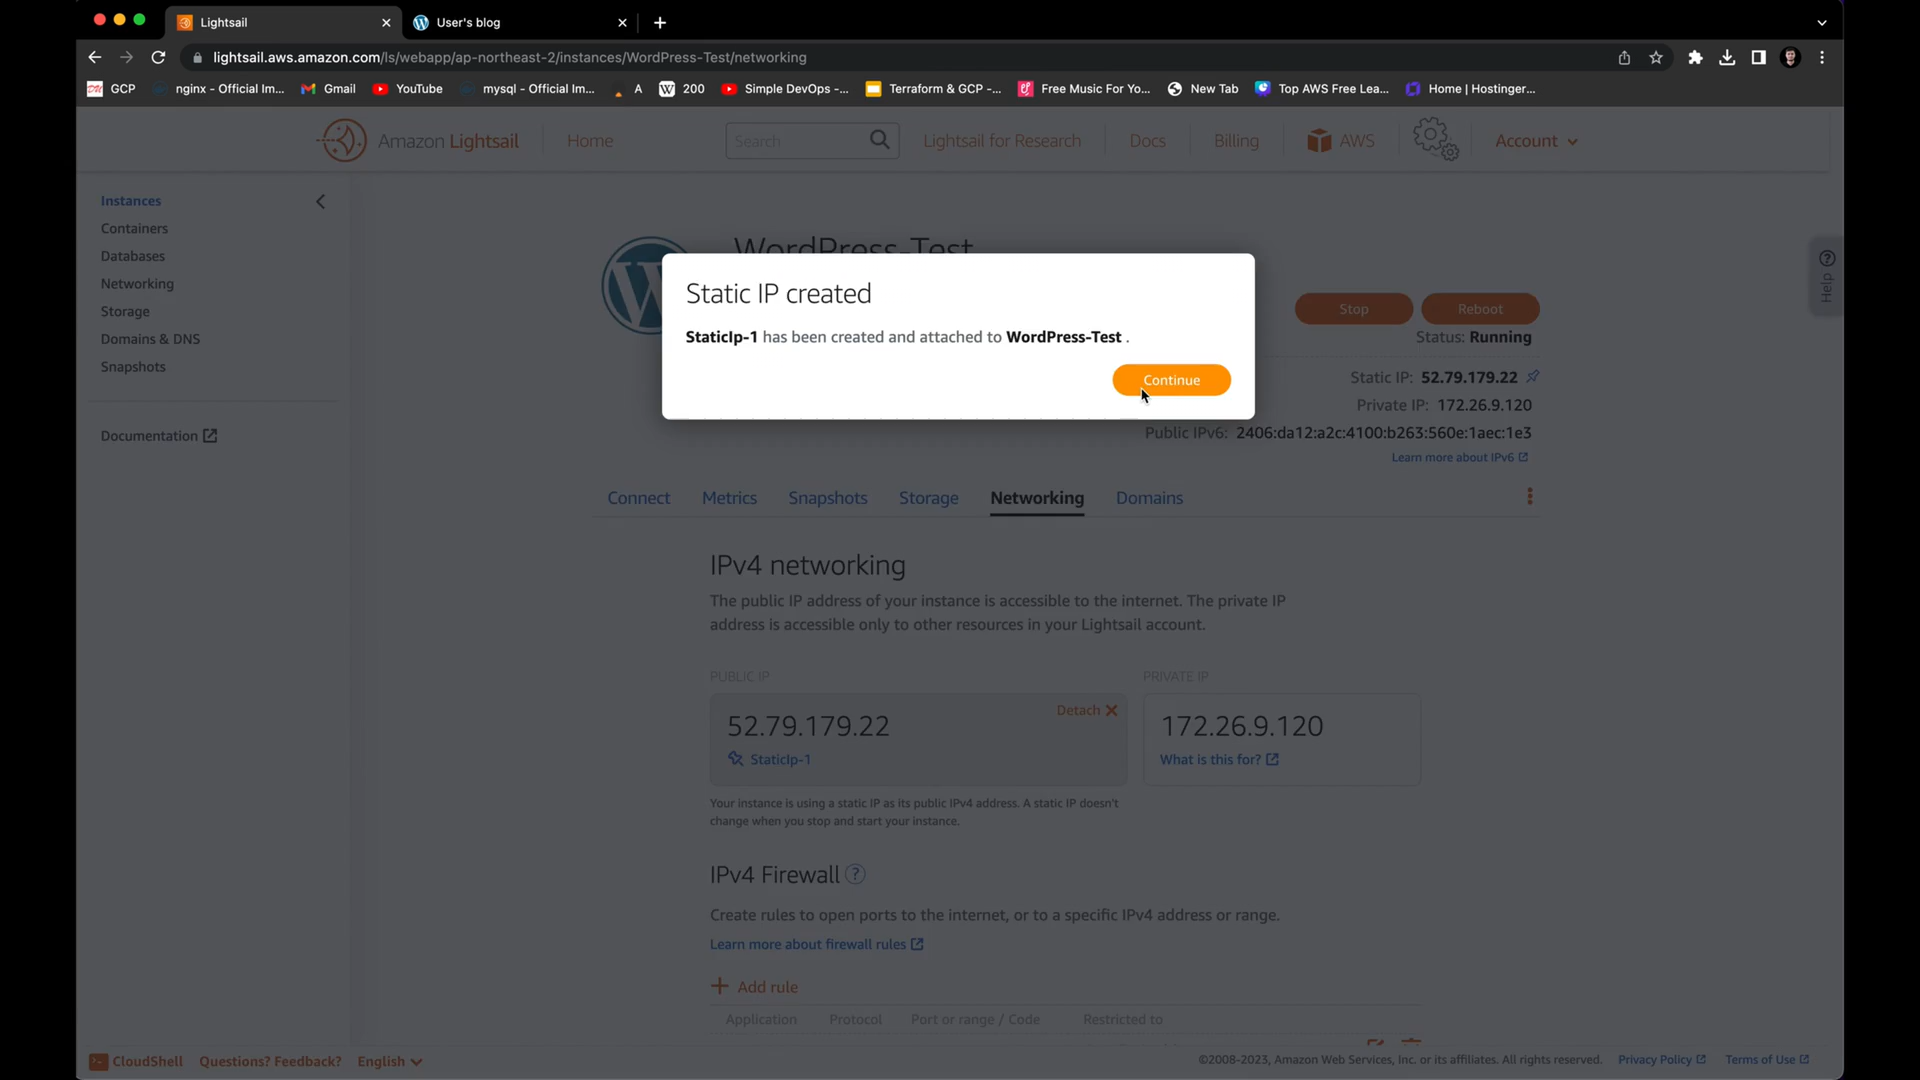 Lightsail
User's blog
lightsail.aws.amazon.com/ls/webapp/ap-northeast-2/instances/WordPress-Test/networking
GCP
nginx - Official Im...
Gmail
YouTube
mysql - Official Im...
A
200
Simple DevOps -...
Terraform & GCP -...
Free Music For Yo...
New Tab
Top AWS Free Lea...
Home | Hostinger...
Amazon Lightsail
Home
Search
Lightsail for Research
Docs
Billing
AWS
Account
Instances
Containers
Databases
Networking
Storage
Domains & DNS
Snapshots
Documentation
WordPress-Test
Static IP created
StaticIp-1 has been created and attached to WordPress-Test .
Continue
Stop
Reboot
Status: Running
Static IP: 52.79.179.22
Private IP: 172.26.9.120
Public IPv6: 2406:da12:a2c:4100:b263:560e:1aec:1e3
Learn more about IPv6
Help
Connect
Metrics
Snapshots
Storage
Networking
Domains
IPv4 networking
The public IP address of your instance is accessible to the internet. The private IP
address is accessible only to other resources in your Lightsail account.
PUBLIC IP
52.79.179.22
Detach
StaticIp-1
PRIVATE IP
172.26.9.120
What is this for?
Your instance is using a static IP as its public IPv4 address. A static IP doesn't
change when you stop and start your instance.
IPv4 Firewall ?
Create rules to open ports to the internet, or to a specific IPv4 address or range.
Learn more about firewall rules
Add rule
Application
Protocol
Port or range / Code
Restricted to
CloudShell
Questions? Feedback?
English
©2008-2023, Amazon Web Services, Inc. or its affiliates. All rights reserved.
Privacy Policy
Terms of Use